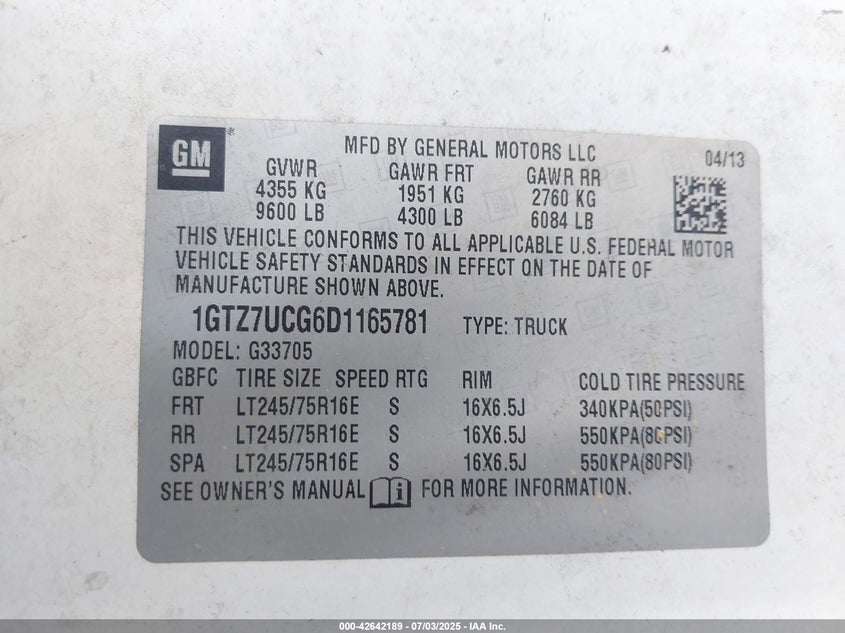 GM
MFD BY GENERAL MOTORS LLC 04/13
GVWR GAWR FRT GAWR RR
4355 KG 1951 KG 2760 KG
9600 LB 4300 LB 6084 LB
THIS VEHICLE CONFORMS TO ALL APPLICABLE U.S. FEDERAL MOTOR
VEHICLE SAFETY STANDARDS IN EFFECT ON THE DATE OF
MANUFACTURE SHOWN ABOVE.
1GTZ7UCG6D1165781 TYPE: TRUCK
MODEL: G33705
GBFC TIRE SIZE SPEED RTG RIM COLD TIRE PRESSURE
FRT LT245/75R16E S 16X6.5J 340KPA(50PSI)
RR LT245/75R16E S 16X6.5J 550KPA(80PSI)
SPA LT245/75R16E S 16X6.5J 550KPA(80PSI)
SEE OWNER'S MANUAL i FOR MORE INFORMATION.
000-42642189 - 07/03/2025 - IAA Inc.